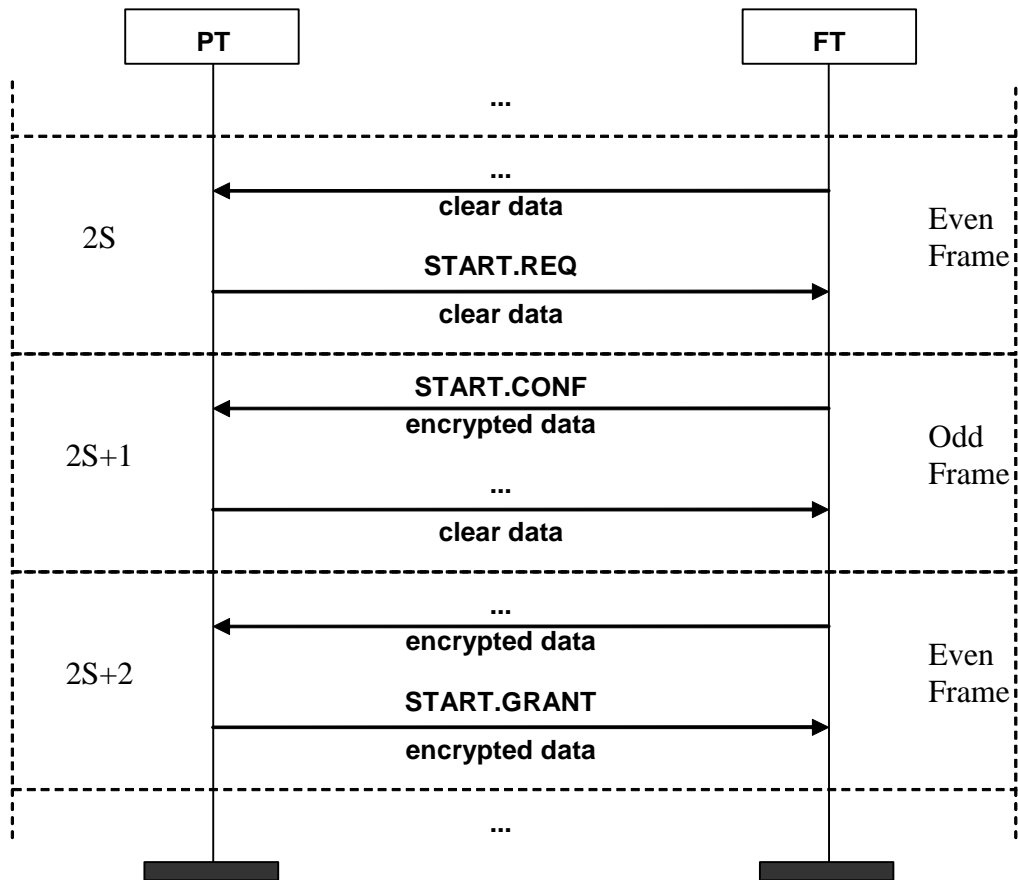 PT
FT
...
...
clear data
2S
Even
Frame
START.REQ
clear data
START.CONF
encrypted data
2S+1
Odd
Frame
...
clear data
...
encrypted data
2S+2
Even
Frame
START.GRANT
encrypted data
...